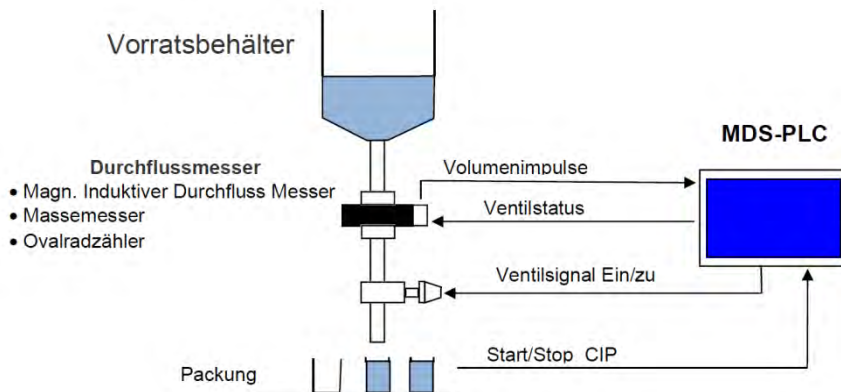 Vorratsbehälter
MDS-PLC
Durchflussmesser
• Magn. Induktiver Durchfluss Messer
• Massemesser
• Ovalradzähler
Volumenimpulse
Ventilstatus
Ventilsignal Ein/zu
Start/Stop CIP
Packung